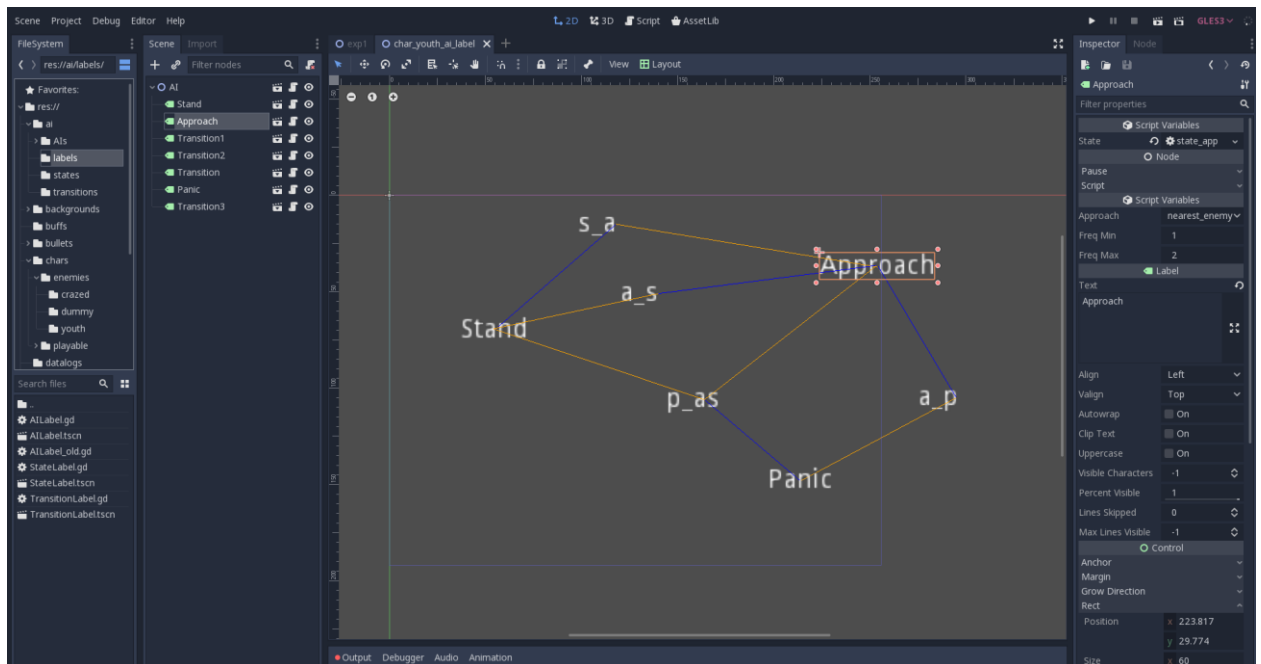 Scene Project Debug Editor Help
2D 3D Script AssetLib
GLES3
FileSystem
res://ai/labels/
Favorites:
res://
ai
AIs
labels
states
transitions
backgrounds
buffs
bullets
chars
enemies
crazed
dummy
youth
playable
datalogs
Search files
..
AILabel.gd
AILabel.tscn
AILabel_old.gd
StateLabel.gd
StateLabel.tscn
TransitionLabel.gd
TransitionLabel.tscn
Scene Import
Filter nodes
AI
Stand
Approach
Transition1
Transition2
Transition
Panic
Transition3
exp1 char_youth_ai_label
View Layout
s_a
Approach
a_s
Stand
p_as
a_p
Panic
Output Debugger Audio Animation
Inspector Node
Approach
Filter properties
Script Variables
State state_app
Node
Pause
Script
Script Variables
Approach nearest_enemy
Freq Min 1
Freq Max 2
Label
Text
Approach
Align Left
Valign Top
Autowrap On
Clip Text On
Uppercase On
Visible Characters -1
Percent Visible 1
Lines Skipped 0
Max Lines Visible -1
Control
Anchor
Margin
Grow Direction
Rect
Position x 223.817
y 29.774
Size x 60